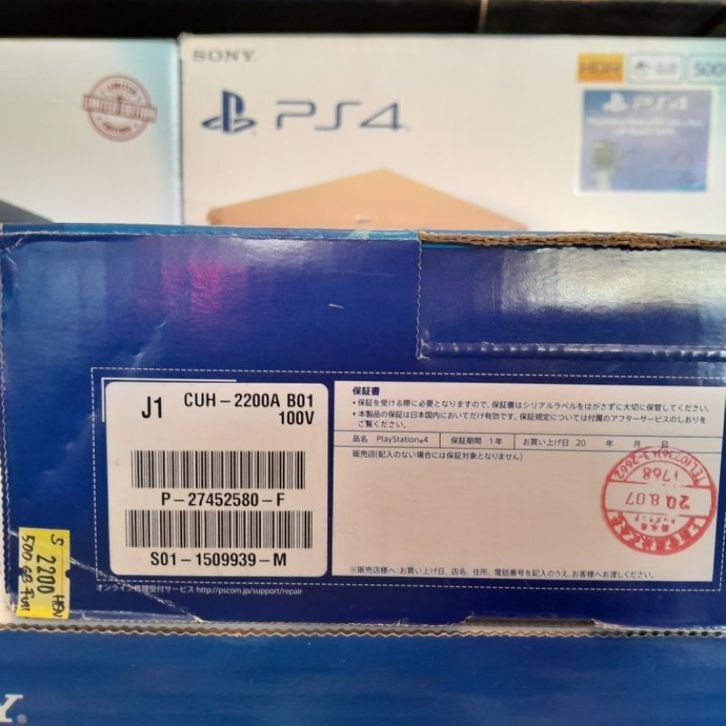 SONY
PS4
HDR
500
LIMITED EDITION
PS4
J1 CUH-2200A B01
100V
P-27452580-F
S01-1509939-M
保証書
・保証を受ける際に必要となりますので、保証書はシリアルラベルをはがさずに大切に保管してください。
・本製品の保証は日本国内においてだけ有効です。保証規定については付属のアフターサービスのしおりを
ご覧ください。
品名 PlayStation®4 保証期間 1年 お買い上げ日 20 年 月 日
販売店(記入のない場合には保証対象となりません)
1768
20.8.07
※販売店様へ:お買い上げ日、店名、住所、電話番号を記入のうえ、お客様へお渡しください。
オンライン修理受付サービス http://pscom.jp/support/repair
2200
500 GB
Y.